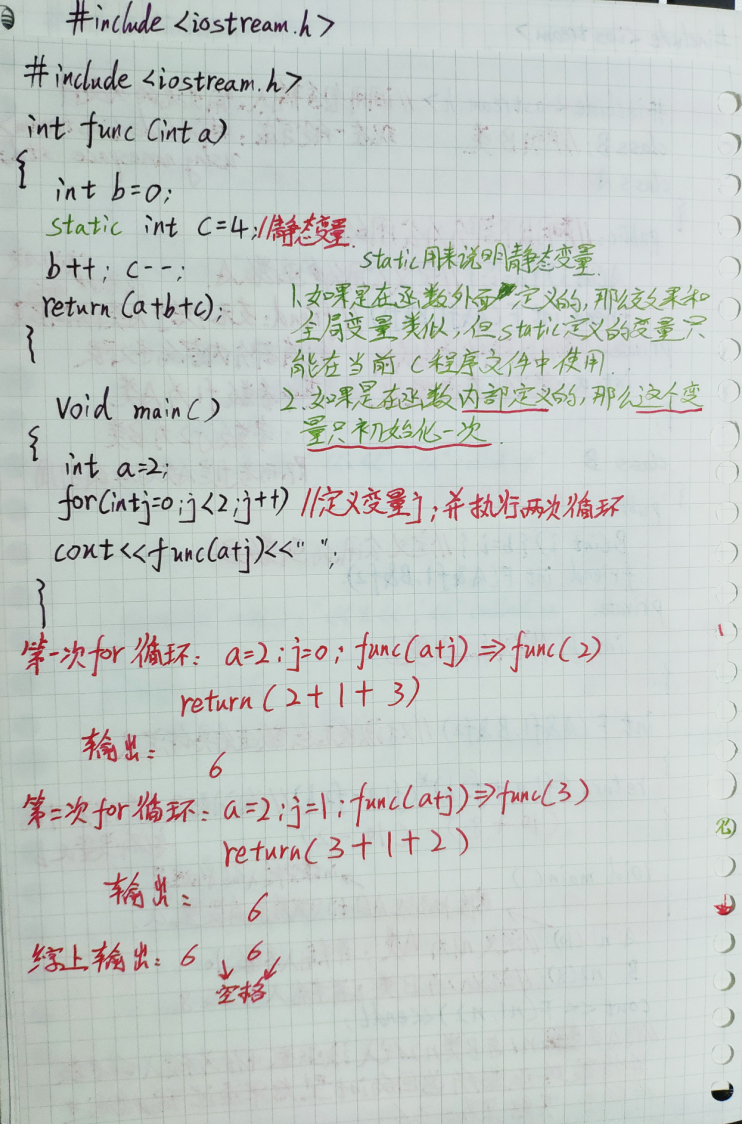 #include <iostream.h>
#include <iostream.h>
int func (int a)
{
int b=0;
static int c=4; //静态变量.
b++; c--;
return (a+b+c);
}
static用来说明静态变量.
1.如果是在函数外面定义的,那么效果和
全局变量类似,但static定义的变量只
能在当前c程序文件中使用.
2.如果是在函数内部定义的,那么这个变
量只初始化一次.
Void main()
{
int a=2;
for(int j=0;j<2;j++) //定义变量j;并执行两次循环
cout<<func(a+j)<<" ";
}
第一次for循环: a=2;j=0; func(a+j)⇒func(2)
return(2+1+3)
输出:
6
第二次for循环: a=2;j=1;func(a+j)⇒func(3)
return(3+1+2)
输出:
6
综上输出: 6 6
空格